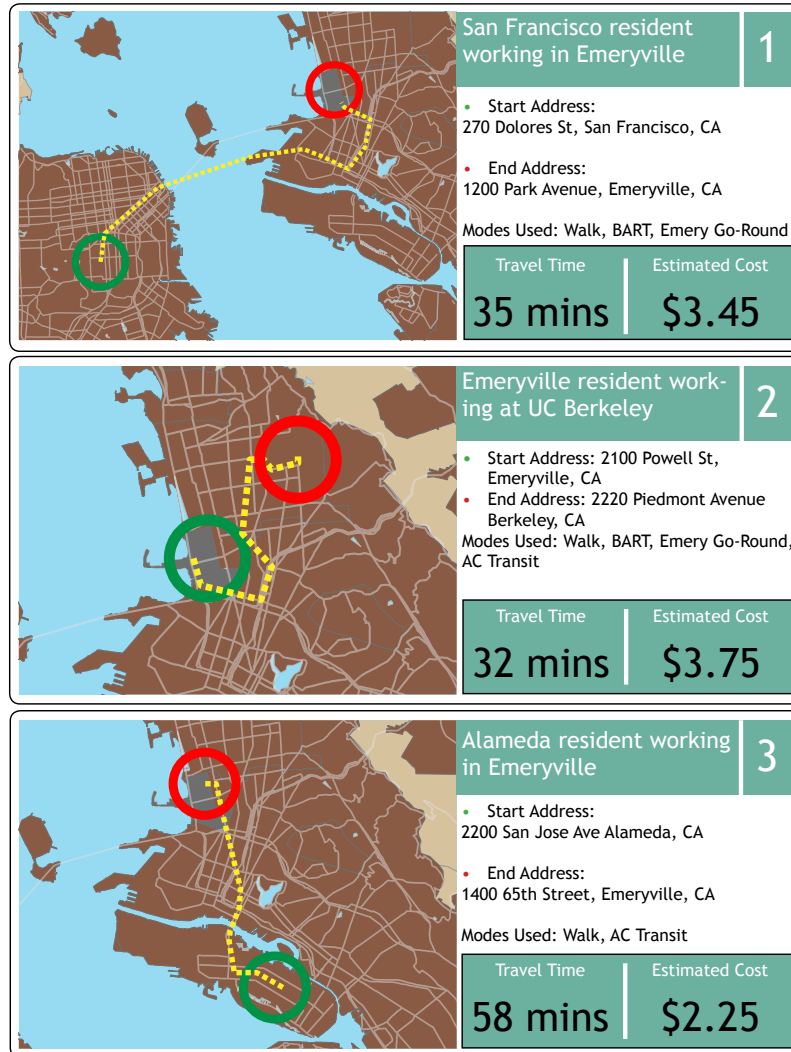 San Francisco resident
working in Emeryville
1
• Start Address:
270 Dolores St, San Francisco, CA
• End Address:
1200 Park Avenue, Emeryville, CA
Modes Used: Walk, BART, Emery Go-Round
Travel Time
Estimated Cost
35 mins
$3.45
Emeryville resident work-
ing at UC Berkeley
2
• Start Address: 2100 Powell St,
Emeryville, CA
• End Address: 2220 Piedmont Avenue
Berkeley, CA
Modes Used: Walk, BART, Emery Go-Round,
AC Transit
Travel Time
Estimated Cost
32 mins
$3.75
Alameda resident working
in Emeryville
3
• Start Address:
2200 San Jose Ave Alameda, CA
• End Address:
1400 65th Street, Emeryville, CA
Modes Used: Walk, AC Transit
Travel Time
Estimated Cost
58 mins
$2.25